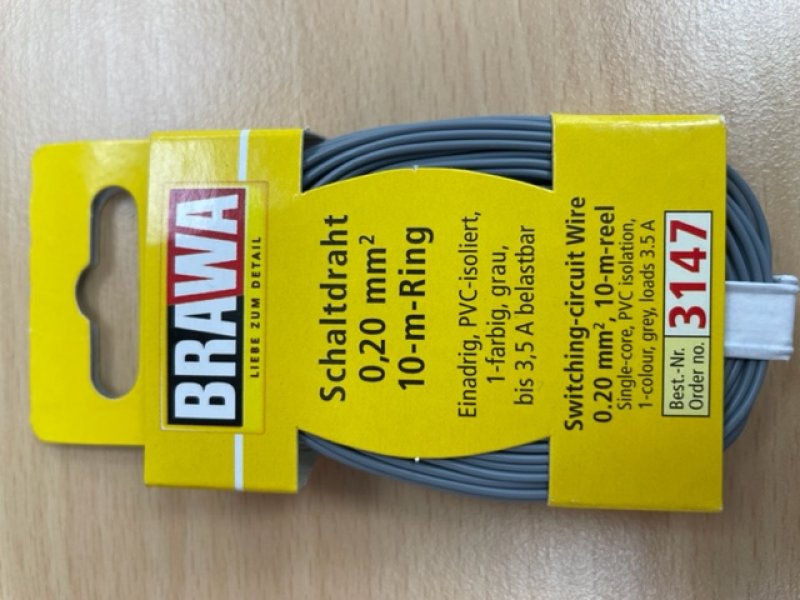 BRAWA
LIEBE ZUM DETAIL
Schaltdraht
0,20 mm²
10-m-Ring
Einadrig, PVC-isoliert,
1-farbig, grau,
bis 3,5 A belastbar
Switching-circuit Wire
0.20 mm², 10-m-reel
Single-core, PVC isolation,
1-colour, grey, loads 3.5 A
Best.-Nr.
Order no.
3147